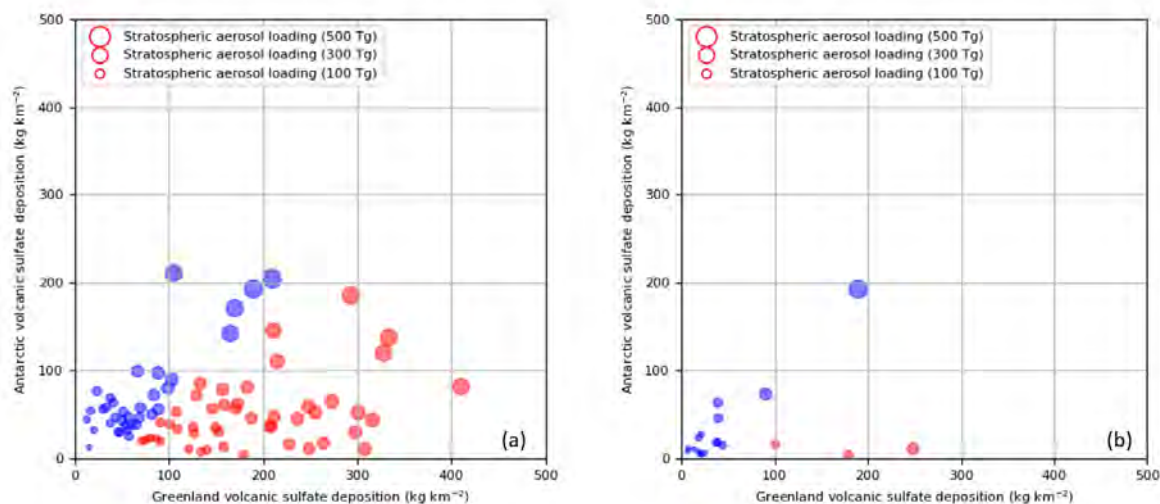 Stratospheric aerosol loading (500 Tg)
Stratospheric aerosol loading (300 Tg)
Stratospheric aerosol loading (100 Tg)
500
400
300
200
100
0
Antarctic volcanic sulfate deposition (kg km⁻²)
0 100 200 300 400 500
Greenland volcanic sulfate deposition (kg km⁻²)
(a)
Stratospheric aerosol loading (500 Tg)
Stratospheric aerosol loading (300 Tg)
Stratospheric aerosol loading (100 Tg)
500
400
300
200
100
0
Antarctic volcanic sulfate deposition (kg km⁻²)
0 100 200 300 400 500
Greenland volcanic sulfate deposition (kg km⁻²)
(b)